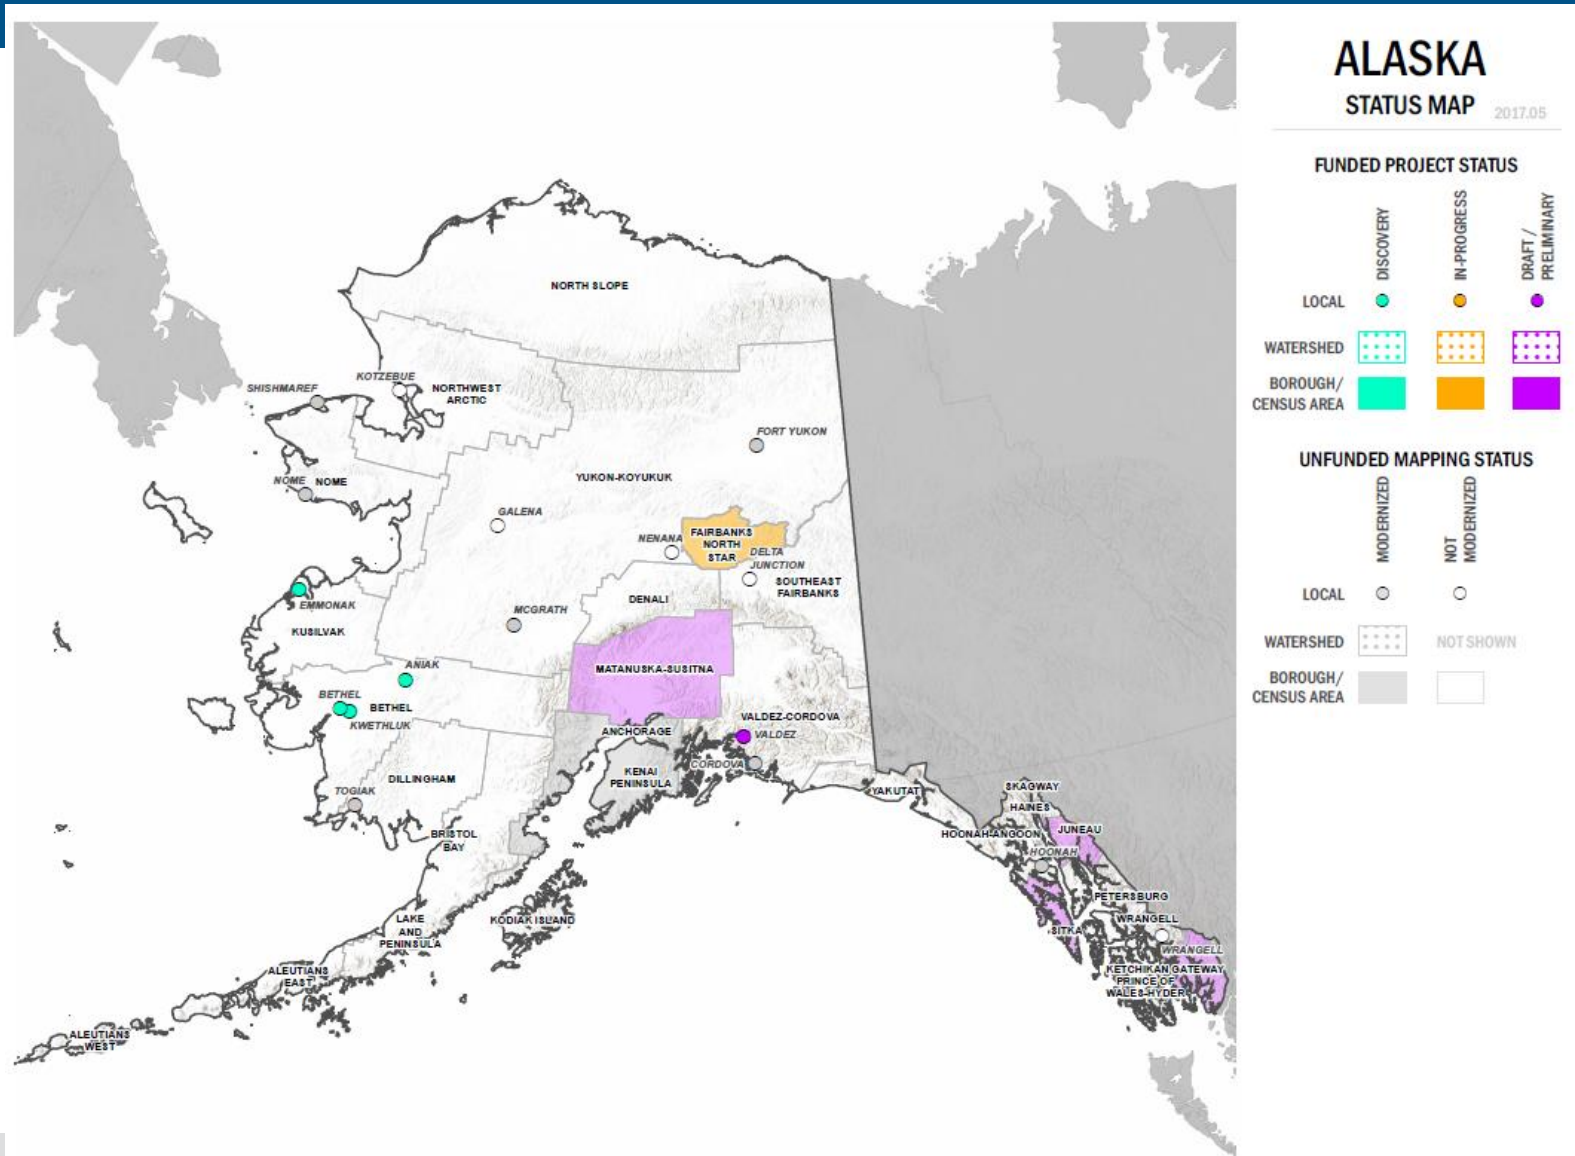 ALASKA
STATUS MAP 2017.05
FUNDED PROJECT STATUS
DISCOVERY
IN-PROGRESS
DRAFT /
PRELIMINARY
LOCAL
WATERSHED
BOROUGH/
CENSUS AREA
UNFUNDED MAPPING STATUS
MODERNIZED
NOT
MODERNIZED
LOCAL
WATERSHED NOT SHOWN
BOROUGH/
CENSUS AREA
NORTH SLOPE
KOTZEBUE
SHISHMAREF
NORTHWEST
ARCTIC
FORT YUKON
YUKON-KOYUKUK
NOME
NOME
GALENA
NENANA
FAIRBANKS
NORTH
STAR
DELTA
JUNCTION
SOUTHEAST
FAIRBANKS
DENALI
EMMONAK
MCGRATH
KUSILVAK
ANIAK
MATANUSKA-SUSITNA
BETHEL
BETHEL
KWETHLUK
VALDEZ-CORDOVA
ANCHORAGE
VALDEZ
CORDOVA
DILLINGHAM
KENAI
PENINSULA
TOGIAK
YAKUTAT
SKAGWAY
HAINES
BRISTOL
BAY
HOONAH-ANGOON
JUNEAU
HOONAH
PETERSBURG
LAKE
AND
PENINSULA
KODIAK ISLAND
WRANGELL
SITKA
WRANGELL
ALEUTIANS
EAST
KETCHIKAN GATEWAY
PRINCE OF
WALES-HYDER
ALEUTIANS
WEST